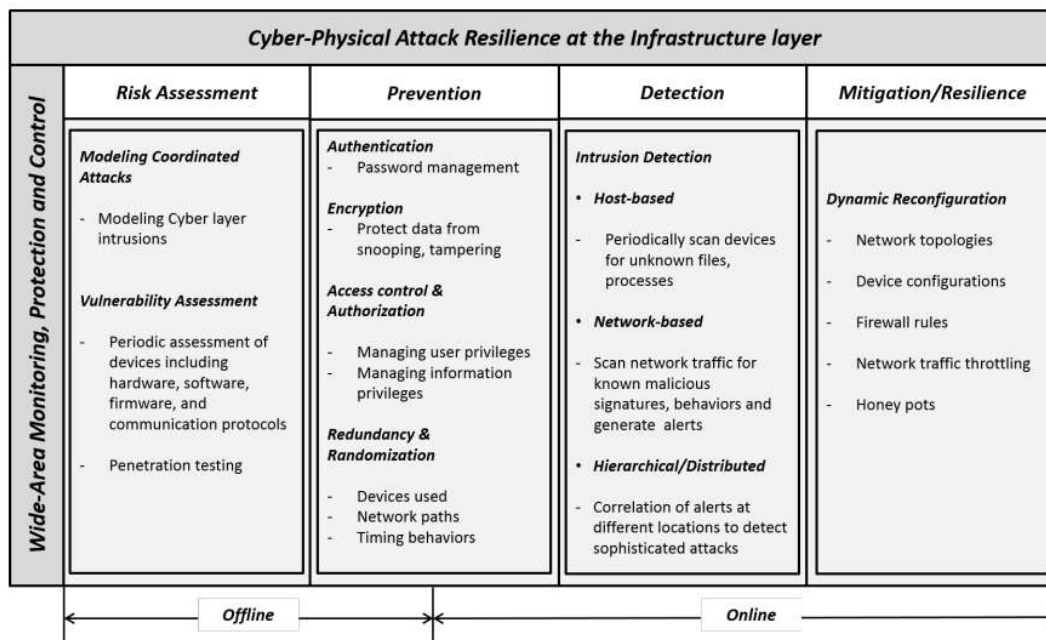 Cyber-Physical Attack Resilience at the Infrastructure layer
Wide-Area Monitoring, Protection and Control
Risk Assessment
Modeling Coordinated
Attacks
- Modeling Cyber layer
intrusions
Vulnerability Assessment
- Periodic assessment of
devices including
hardware, software,
firmware, and
communication protocols
- Penetration testing
Prevention
Authentication
- Password management
Encryption
- Protect data from
snooping, tampering
Access control &
Authorization
- Managing user privileges
- Managing information
privileges
Redundancy &
Randomization
- Devices used
- Network paths
- Timing behaviors
Detection
Intrusion Detection
• Host-based
- Periodically scan devices
for unknown files,
processes
• Network-based
- Scan network traffic for
known malicious
signatures, behaviors and
generate alerts
• Hierarchical/Distributed
- Correlation of alerts at
different locations to detect
sophisticated attacks
Mitigation/Resilience
Dynamic Reconfiguration
- Network topologies
- Device configurations
- Firewall rules
- Network traffic throttling
- Honey pots
Offline
Online